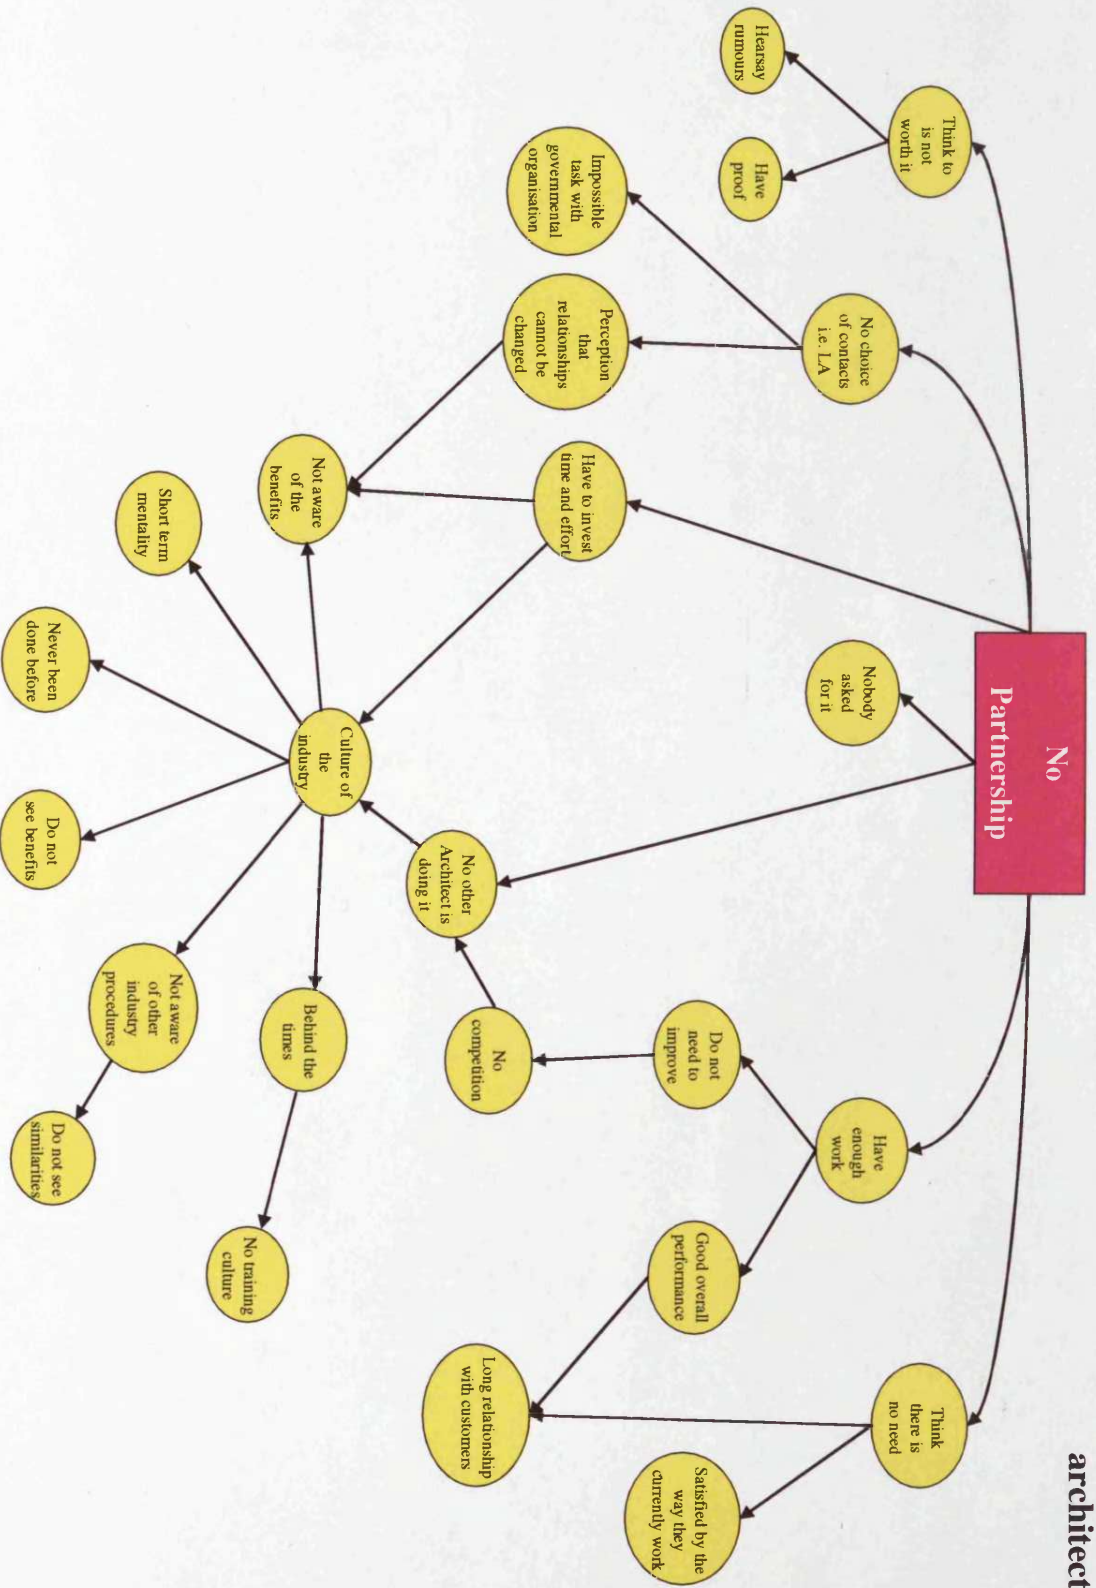 architect
No
Partnership
Think to
is not
worth it
Hearsay
rumours
Have
proof
No choice
of contacts
i.e. LA
Impossible
task with
governmental
organisation
Perception
that
relationships
cannot be
changed
Have to invest
time and effort
Not aware
of the
benefits
Nobody
asked
for it
No other
Architect is
doing it
Culture of
the
industry
Short term
mentality
Never been
done before
Do not
see benefits
Not aware
of other
industry
procedures
Do not see
similarities
Behind the
times
No training
culture
Have
enough
work
Do not
need to
improve
No
competition
Good overall
performance
Think
there is
no need
Long relationship
with customers
Satisfied by the
way they
currently work